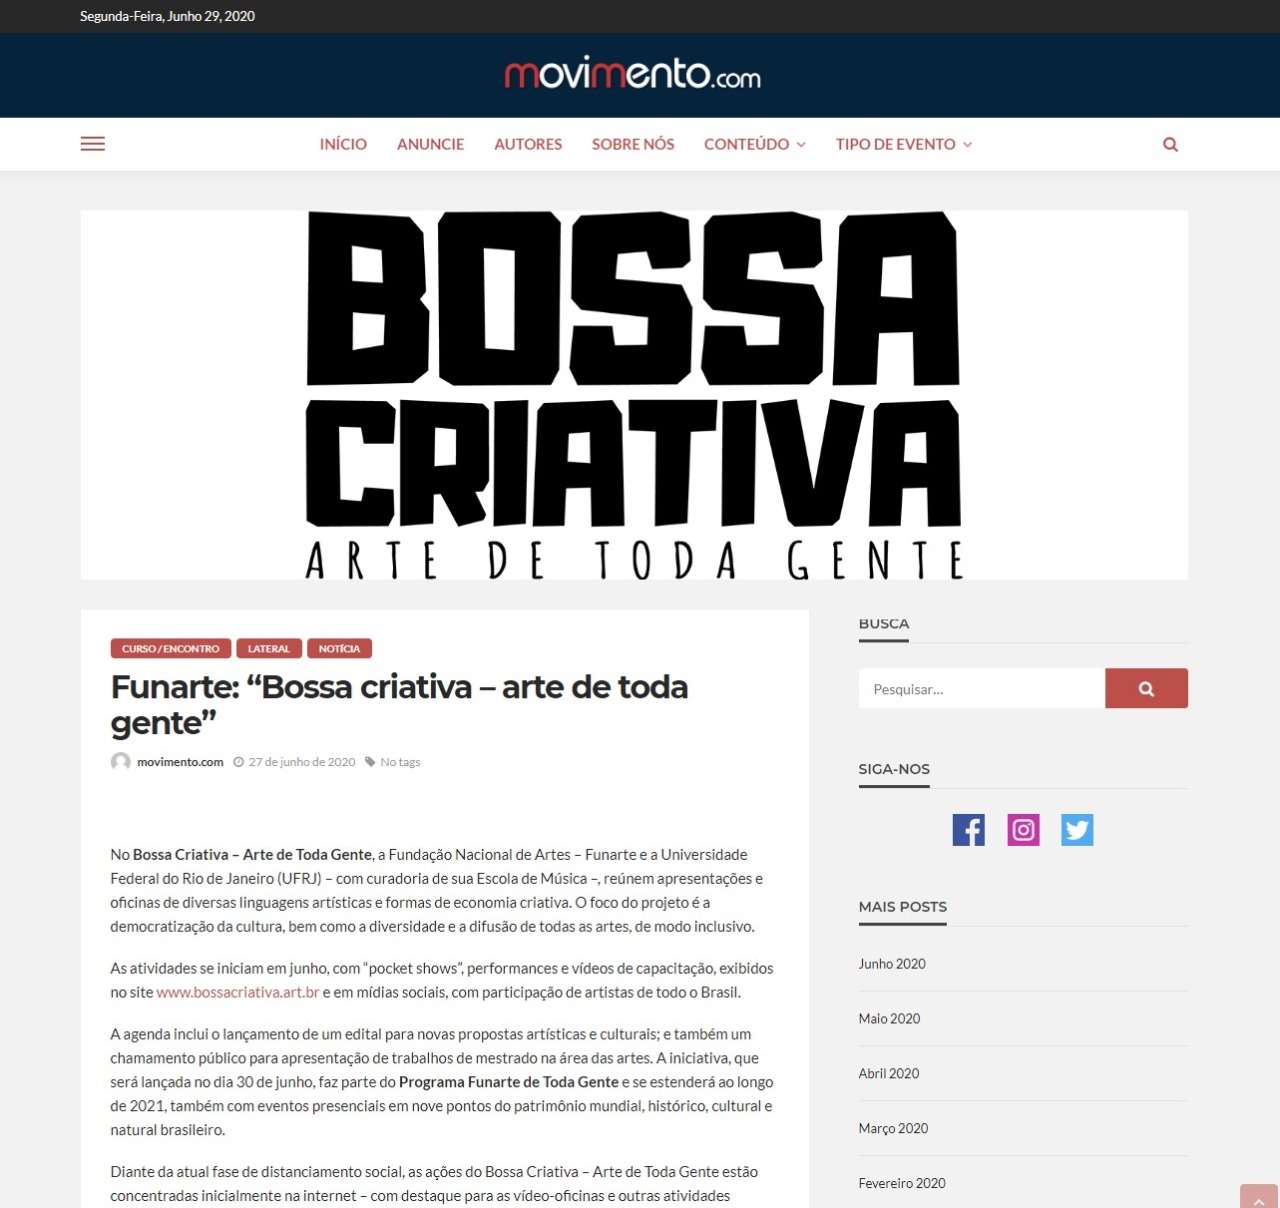 Segunda-Feira, Junho 29, 2020
movimento.com
INÍCIO ANUNCIE AUTORES SOBRE NÓS CONTEÚDO TIPO DE EVENTO
BOSSA
CRIATIVA
ARTE DE TODA GENTE
CURSO / ENCONTRO LATERAL NOTÍCIA
Funarte: “Bossa criativa – arte de toda
gente”
movimento.com 27 de junho de 2020 No tags
No Bossa Criativa – Arte de Toda Gente, a Fundação Nacional de Artes – Funarte e a Universidade
Federal do Rio de Janeiro (UFRJ) – com curadoria de sua Escola de Música –, reúnem apresentações e
oficinas de diversas linguagens artísticas e formas de economia criativa. O foco do projeto é a
democratização da cultura, bem como a diversidade e a difusão de todas as artes, de modo inclusivo.
As atividades se iniciam em junho, com “pocket shows”, performances e vídeos de capacitação, exibidos
no site www.bossacriativa.art.br e em mídias sociais, com participação de artistas de todo o Brasil.
A agenda inclui o lançamento de um edital para novas propostas artísticas e culturais; e também um
chamamento público para apresentação de trabalhos de mestrado na área das artes. A iniciativa, que
será lançada no dia 30 de junho, faz parte do Programa Funarte de Toda Gente e se estenderá ao longo
de 2021, também com eventos presenciais em nove pontos do patrimônio mundial, histórico, cultural e
natural brasileiro.
Diante da atual fase de distanciamento social, as ações do Bossa Criativa – Arte de Toda Gente estão
concentradas inicialmente na internet – com destaque para as vídeo-oficinas e outras atividades
BUSCA
Pesquisar...
SIGA-NOS
MAIS POSTS
Junho 2020
Maio 2020
Abril 2020
Março 2020
Fevereiro 2020